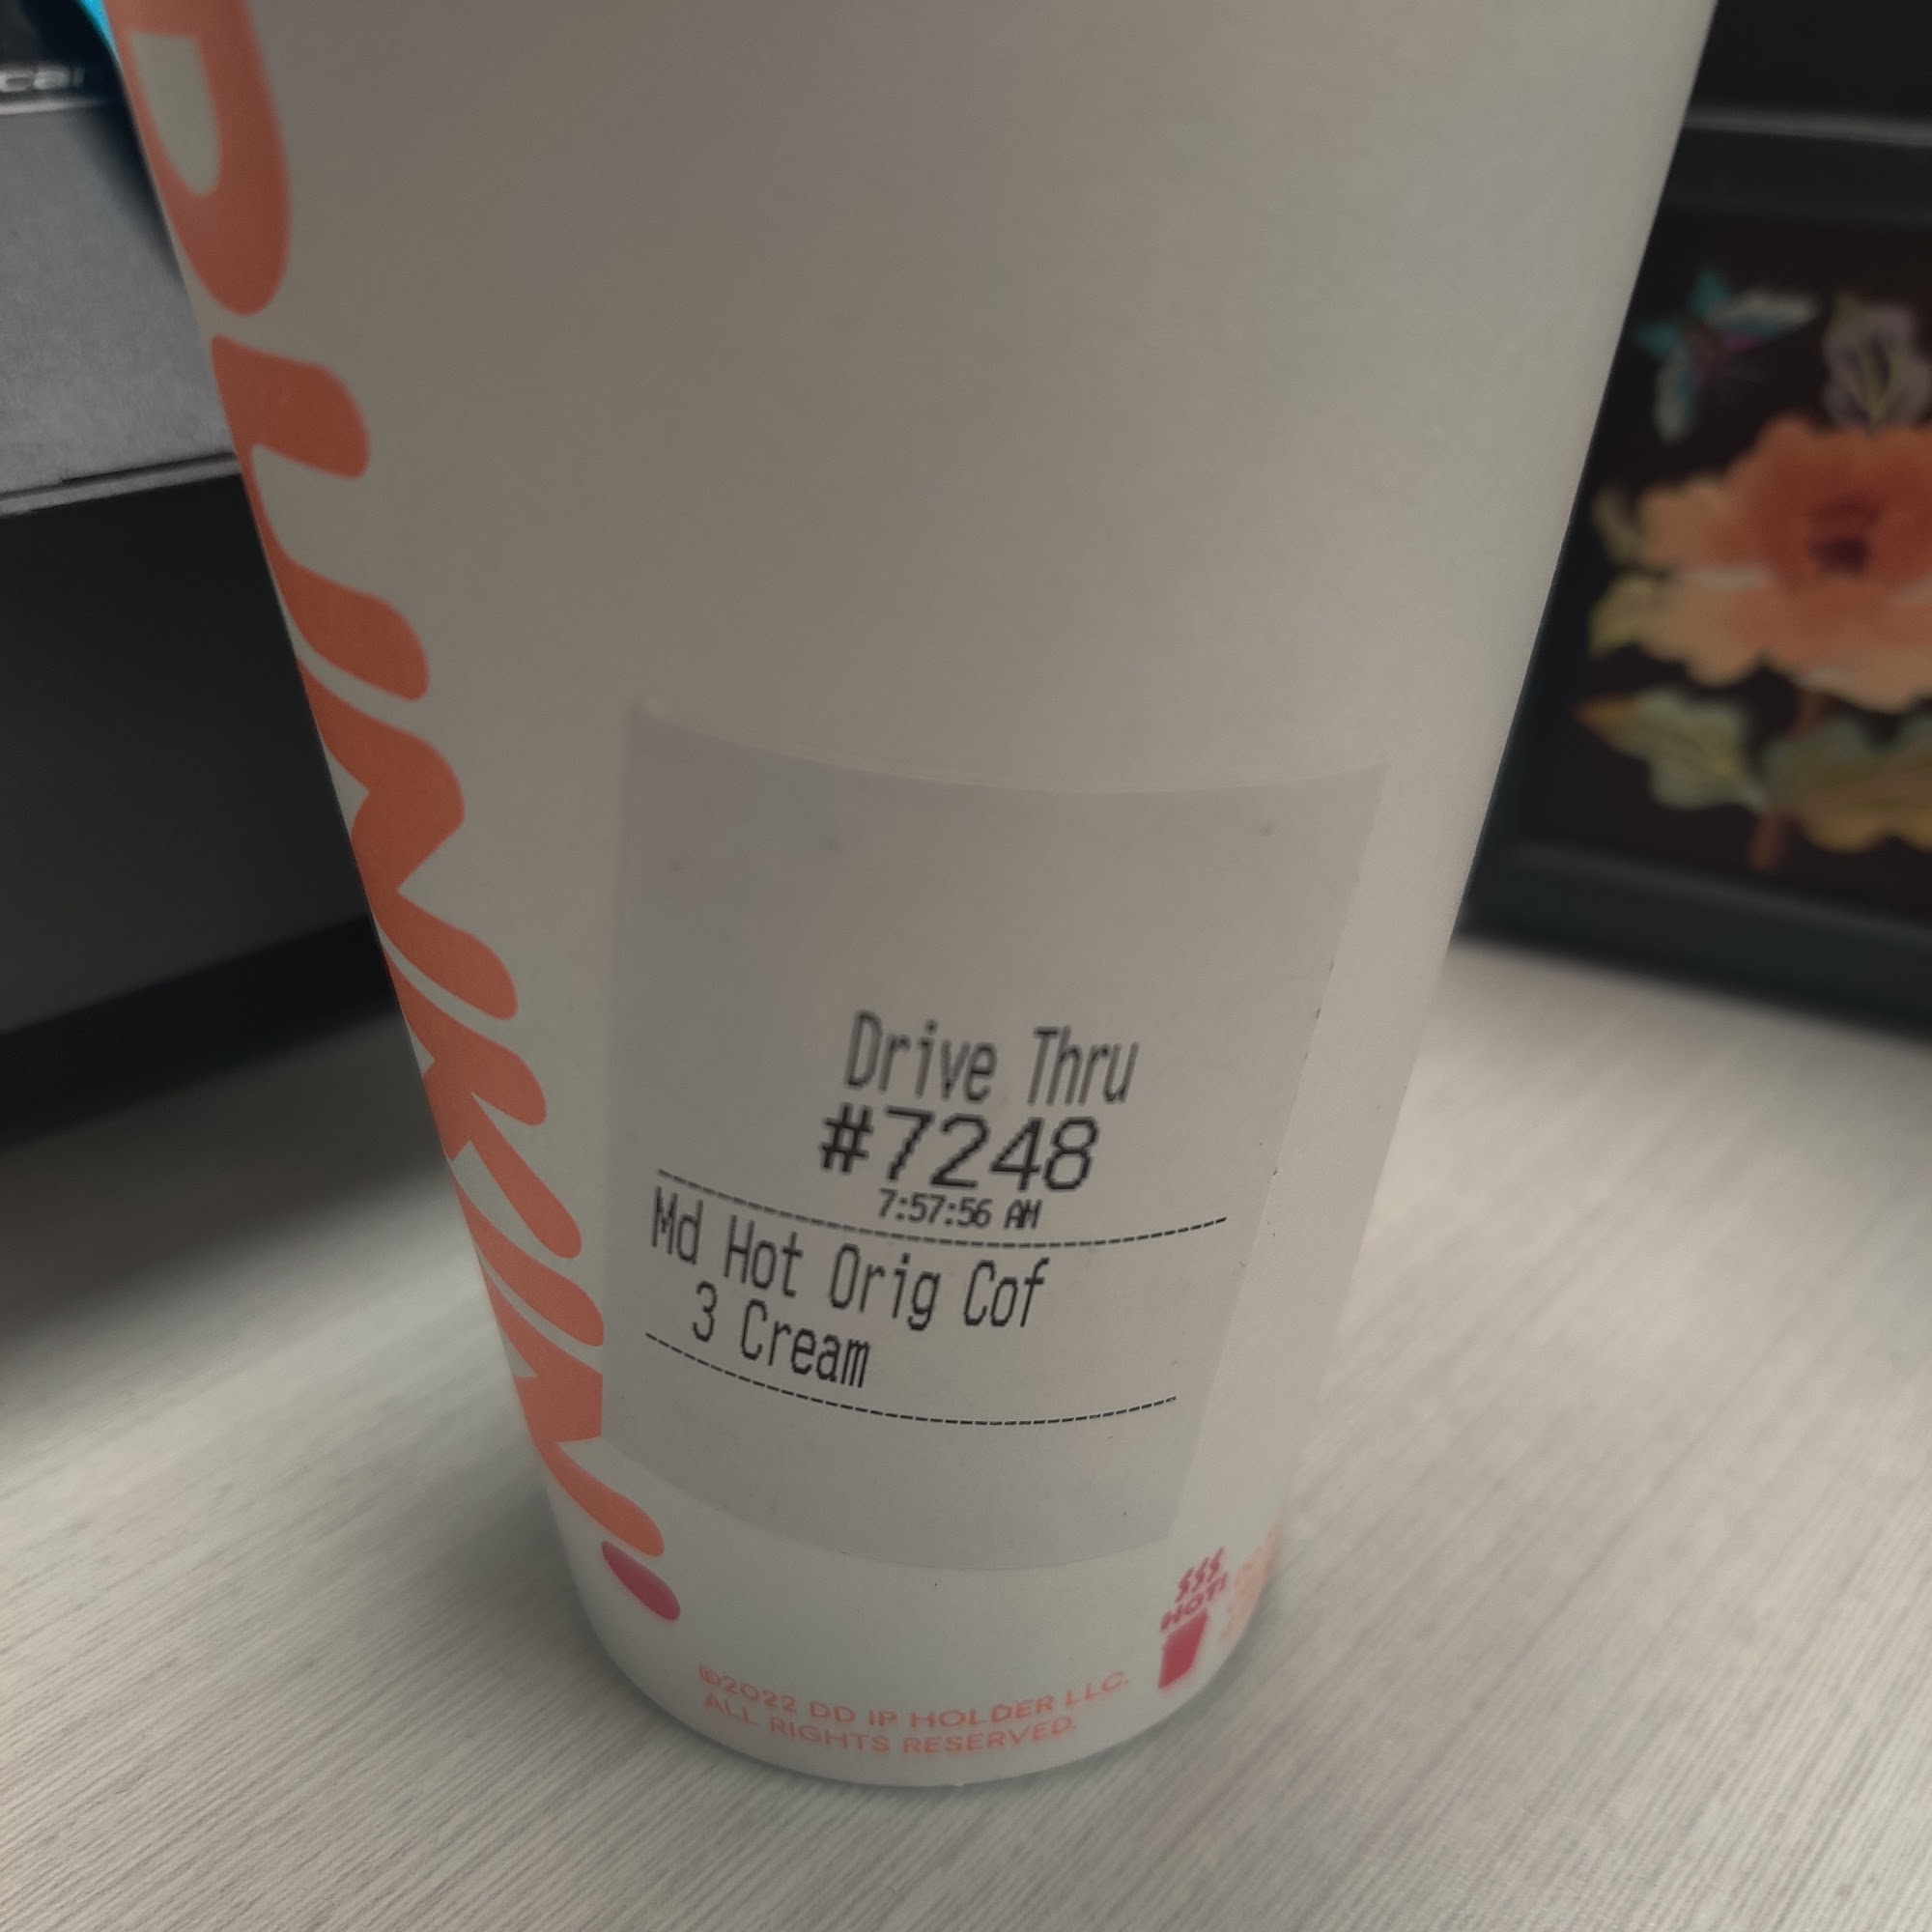 DUNKIN'
Drive Thru
#7248
7:57:56 AM
Md Hot Orig Cof
3 Cream
HOT!
©2022 DD IP HOLDER LLC.
ALL RIGHTS RESERVED.